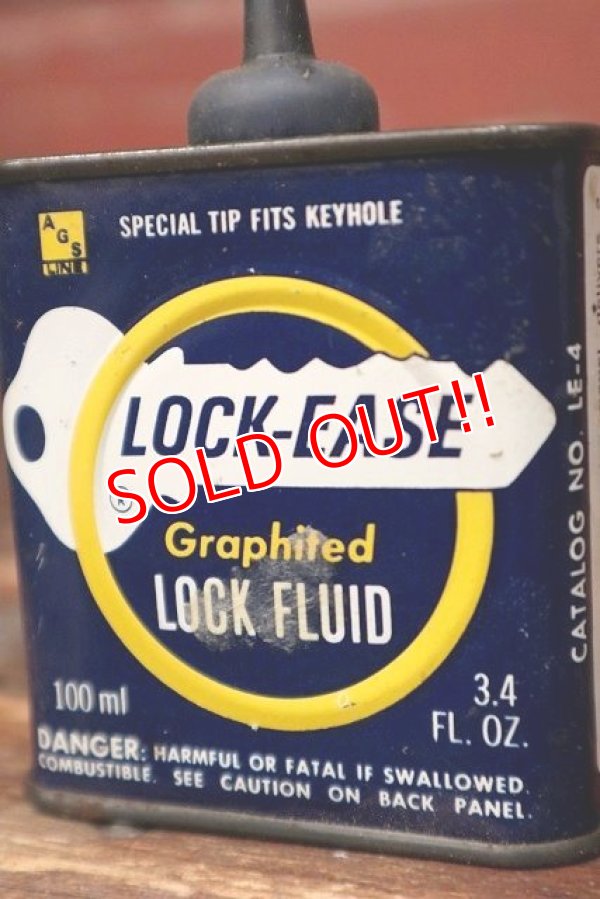 AGS
LINE
SPECIAL TIP FITS KEYHOLE
LOCK-EASE
®
SOLD OUT!!
Graphited
LOCK FLUID
100 ml
3.4
FL. OZ.
DANGER: HARMFUL OR FATAL IF SWALLOWED.
COMBUSTIBLE. SEE CAUTION ON BACK PANEL.
CATALOG NO. LE-4